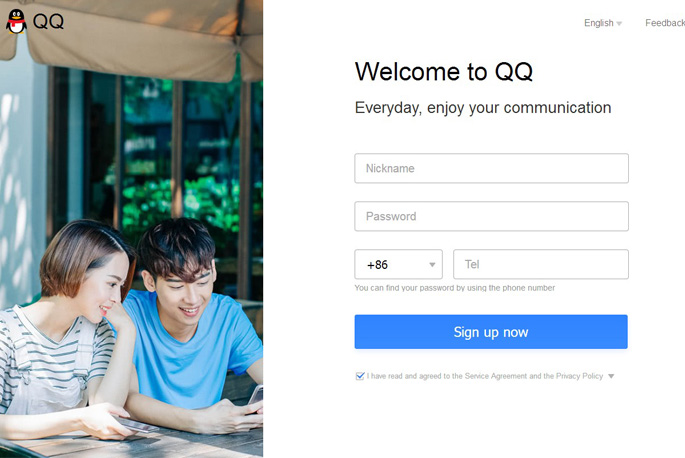 QQ
English
Feedback
Welcome to QQ
Everyday, enjoy your communication
Nickname
Password
+86
Tel
You can find your password by using the phone number
Sign up now
I have read and agreed to the Service Agreement and the Privacy Policy